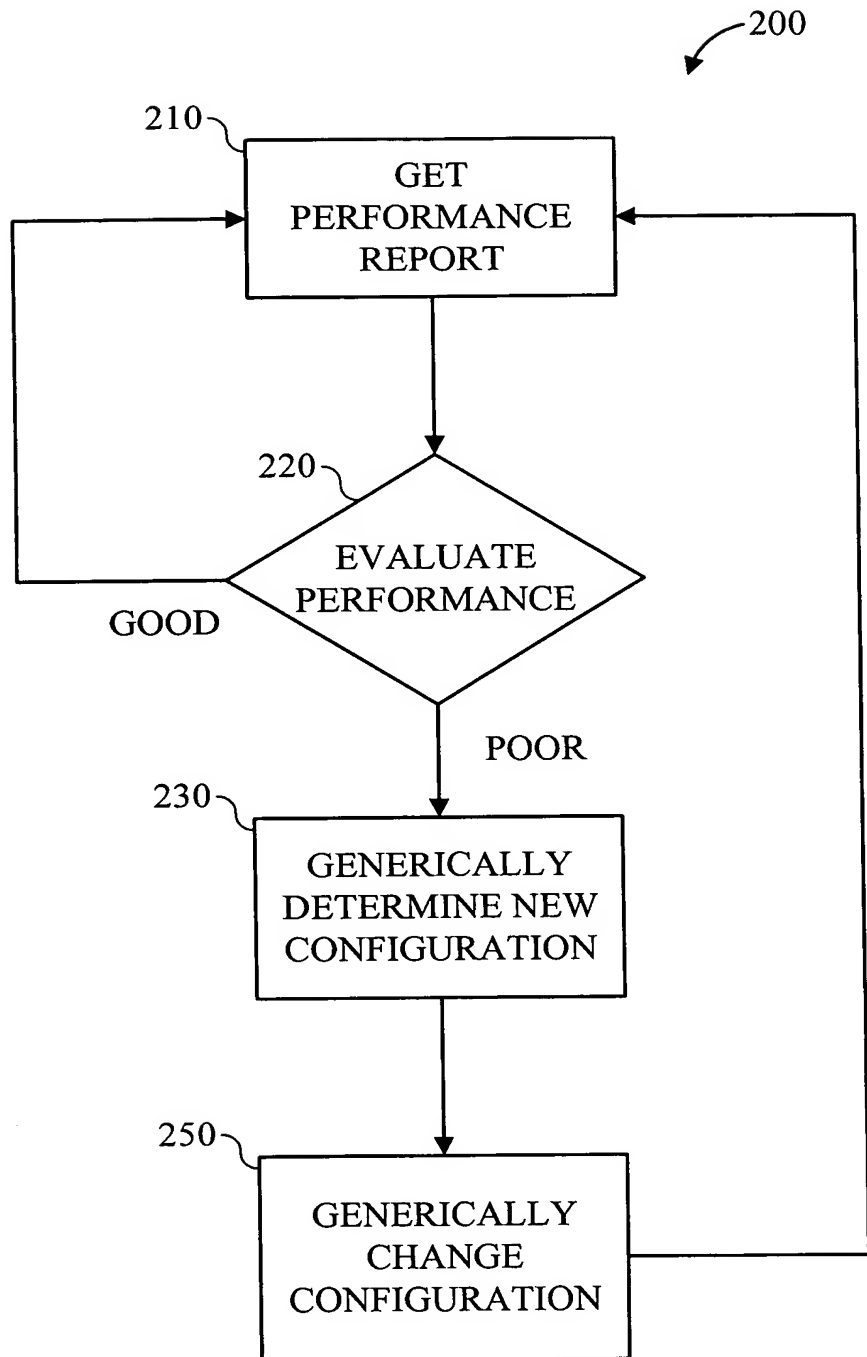 200
210
GET
PERFORMANCE
REPORT
220
EVALUATE
PERFORMANCE
GOOD
POOR
230
GENERICALLY
DETERMINE NEW
CONFIGURATION
250
GENERICALLY
CHANGE
CONFIGURATION